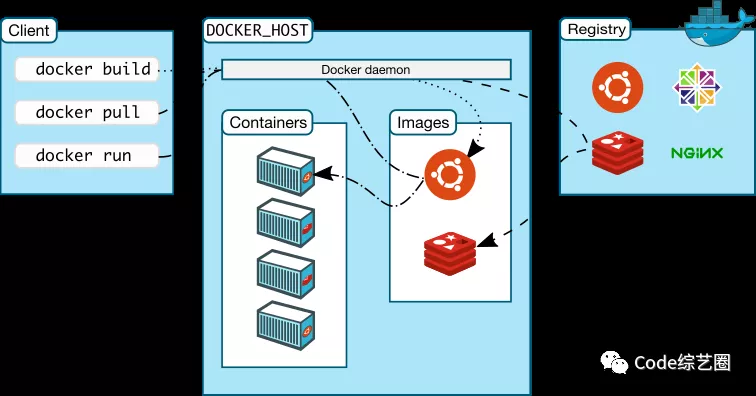 Client
docker build
docker pull
docker run
DOCKER_HOST
Docker daemon
Containers
Images
Registry
NGINX
Code综艺圈